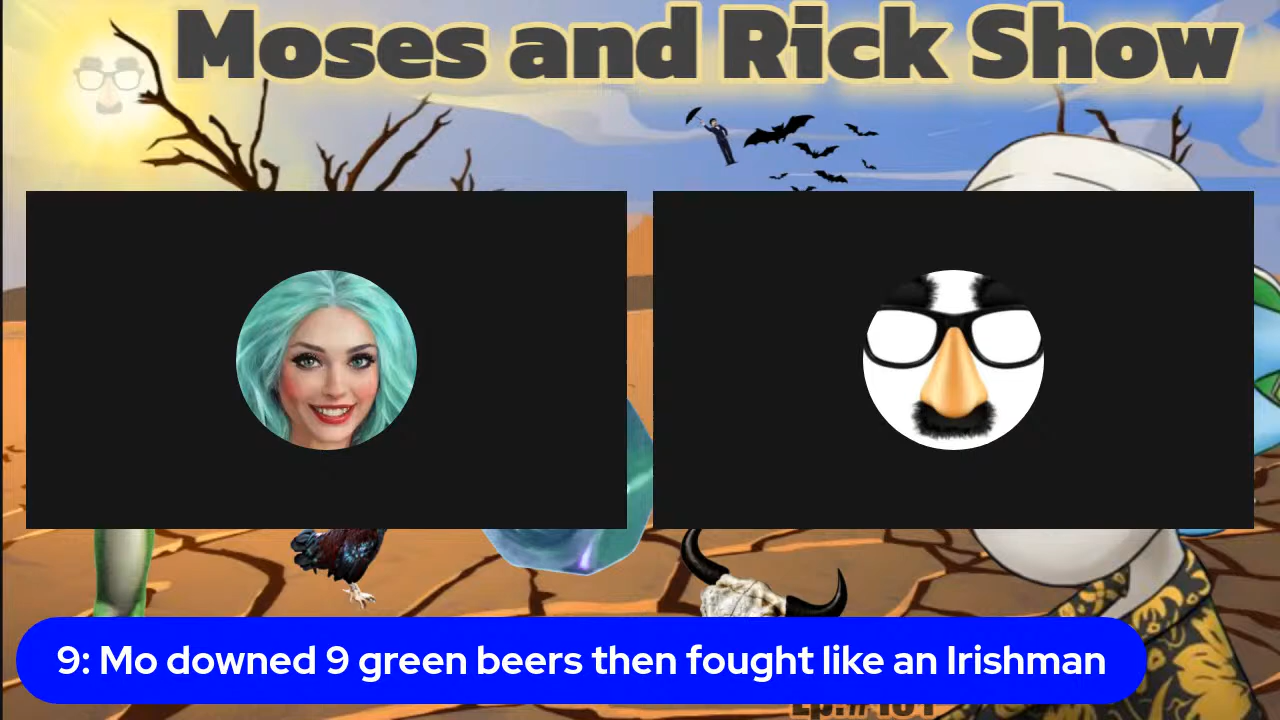 Moses and Rick Show
9: Mo downed 9 green beers then fought like an Irishman